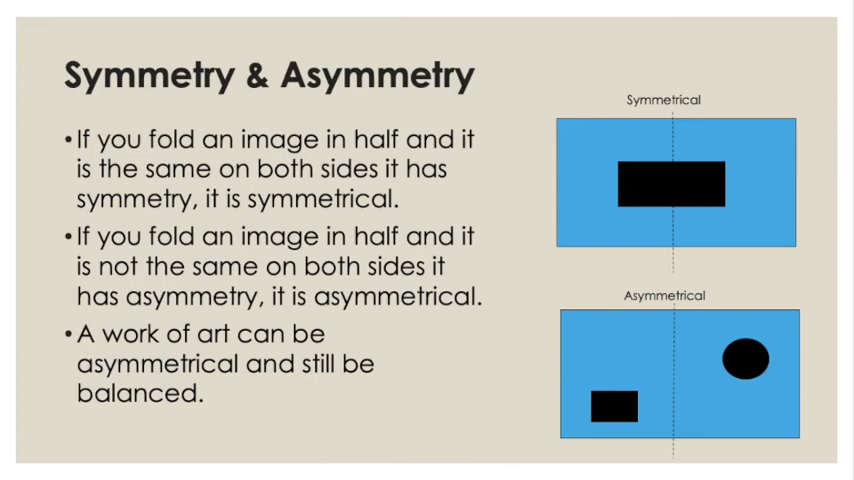 Symmetry & Asymmetry
•If you fold an image in half and it
is the same on both sides it has
symmetry, it is symmetrical.
•If you fold an image in half and it
is not the same on both sides it
has asymmetry, it is asymmetrical.
•A work of art can be
asymmetrical and still be
balanced.
Symmetrical
Asymmetrical